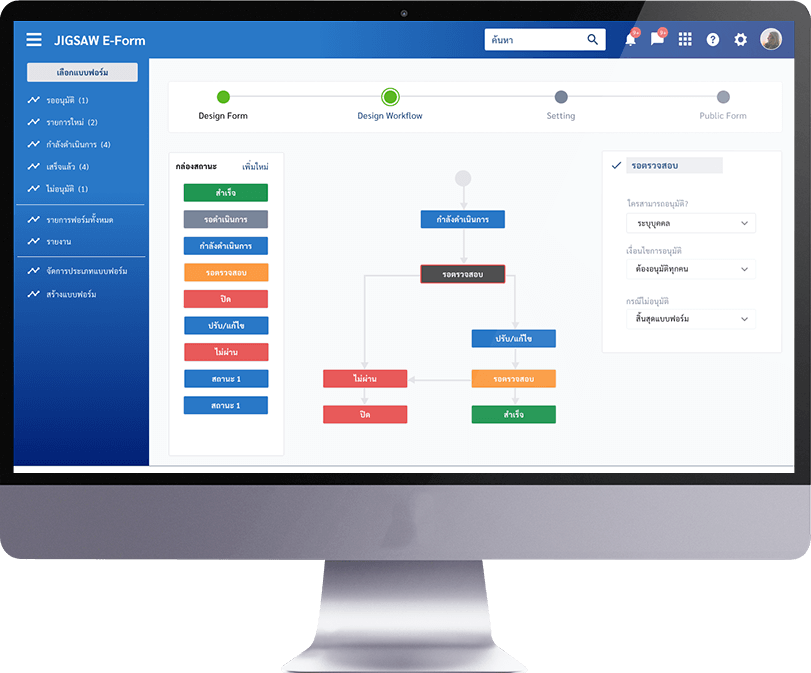 JIGSAW E-Form
ค้นหา
9+
9+
เลือกแบบฟอร์ม
รออนุมัติ (1)
รายการใหม่ (2)
กำลังดำเนินการ (4)
เสร็จแล้ว (4)
ไม่อนุมัติ (1)
รายการฟอร์มทั้งหมด
รายงาน
จัดการประเภทแบบฟอร์ม
สร้างแบบฟอร์ม
Design Form
Design Workflow
Setting
Public Form
กล่องสถานะ เพิ่มใหม่
สำเร็จ
รอดำเนินการ
กำลังดำเนินการ
รอตรวจสอบ
ปิด
ปรับ/แก้ไข
ไม่ผ่าน
สถานะ 1
สถานะ 1
กำลังดำเนินการ
รอตรวจสอบ
ปรับ/แก้ไข
ไม่ผ่าน
รอตรวจสอบ
ปิด
สำเร็จ
รอตรวจสอบ
ใครสามารถอนุมัติ?
ระบุบุคคล
เงื่อนไขการอนุมัติ
ต้องอนุมัติทุกคน
กรณีไม่อนุมัติ
สิ้นสุดแบบฟอร์ม